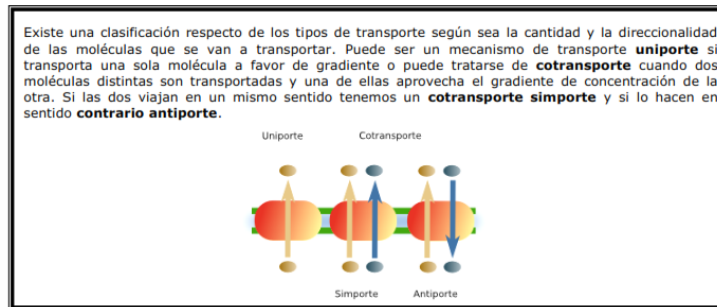 Existe una clasificación respecto de los tipos de transporte según sea la cantidad y la direccionalidad
de las moléculas que se van a transportar. Puede ser un mecanismo de transporte uniporte si
transporta una sola molécula a favor de gradiente o puede tratarse de cotransporte cuando dos
moléculas distintas son transportadas y una de ellas aprovecha el gradiente de concentración de la
otra. Si las dos viajan en un mismo sentido tenemos un cotransporte simporte y si lo hacen en
sentido contrario antiporte.
Uniporte Cotransporte
Simporte Antiporte